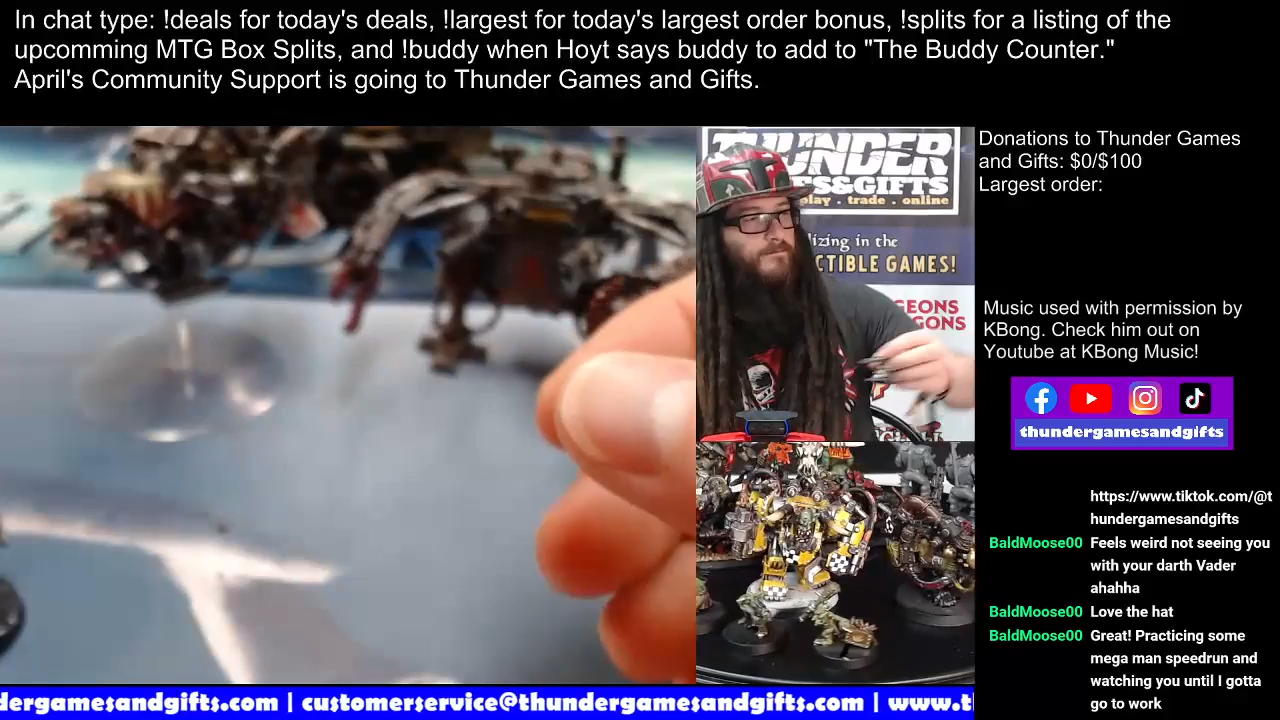 In chat type: !deals for today's deals, !largest for today's largest order bonus, !splits for a listing of the
upcomming MTG Box Splits, and !buddy when Hoyt says buddy to add to "The Buddy Counter."
April's Community Support is going to Thunder Games and Gifts.
THUNDER
ES&GIFTS
play . trade . online
lizing in the
CTIBLE GAMES!
GEONS
GONS
Donations to Thunder Games
and Gifts: $0/$100
Largest order:
Music used with permission by
KBong. Check him out on
Youtube at KBong Music!
thundergamesandgifts
https://www.tiktok.com/@t
hundergamesandgifts
BaldMoose00 Feels weird not seeing you
with your darth Vader
ahahha
BaldMoose00 Love the hat
BaldMoose00 Great! Practicing some
mega man speedrun and
watching you until I gotta
go to work
dergamesandgifts.com | customerservice@thundergamesandgifts.com | www.t